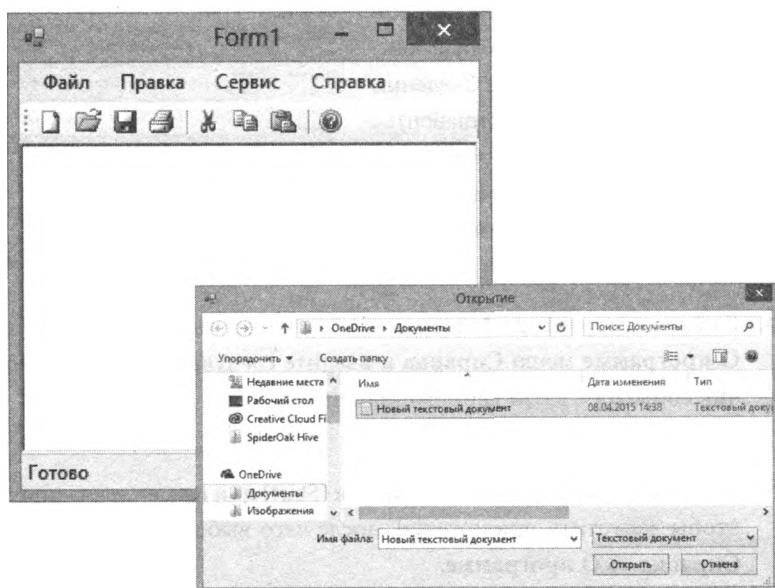 Form1
Файл Правка Сервис Справка
Готово
Открытие
OneDrive Документы
Поиск: Документы
Упорядочить Создать папку
Недавние места
Имя Дата изменения Тип
Рабочий стол
Новый текстовый документ 08.04.2015 14:38 Текстовый доку
Creative Cloud Fi
SpiderOak Hive
OneDrive
Документы
Изображения
Имя файла: Новый текстовый документ Текстовый документ
Открыть Отмена